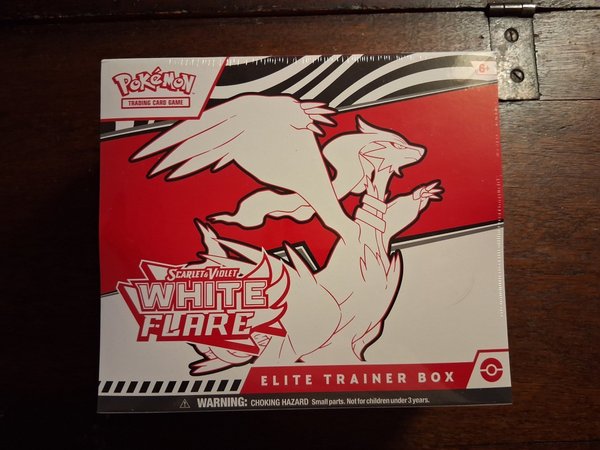 Pokémon
TRADING CARD GAME
6+
SCARLET & VIOLET
WHITE
FLARE
ELITE TRAINER BOX
WARNING: CHOKING HAZARD Small parts. Not for children under 3 years.